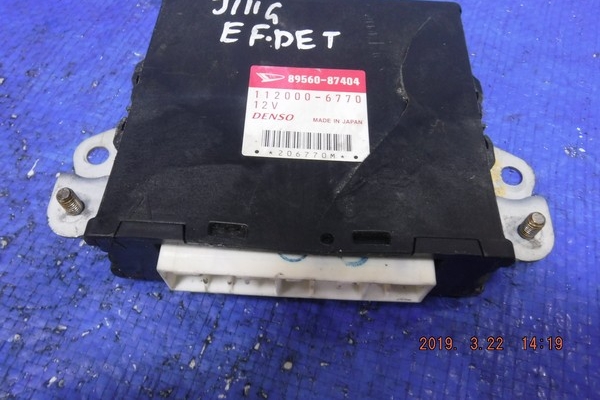 J111G
EF-DET
89560-87404
112000-6770
12V
DENSO
MADE IN JAPAN
*206770M*
2019. 3.22 14:19